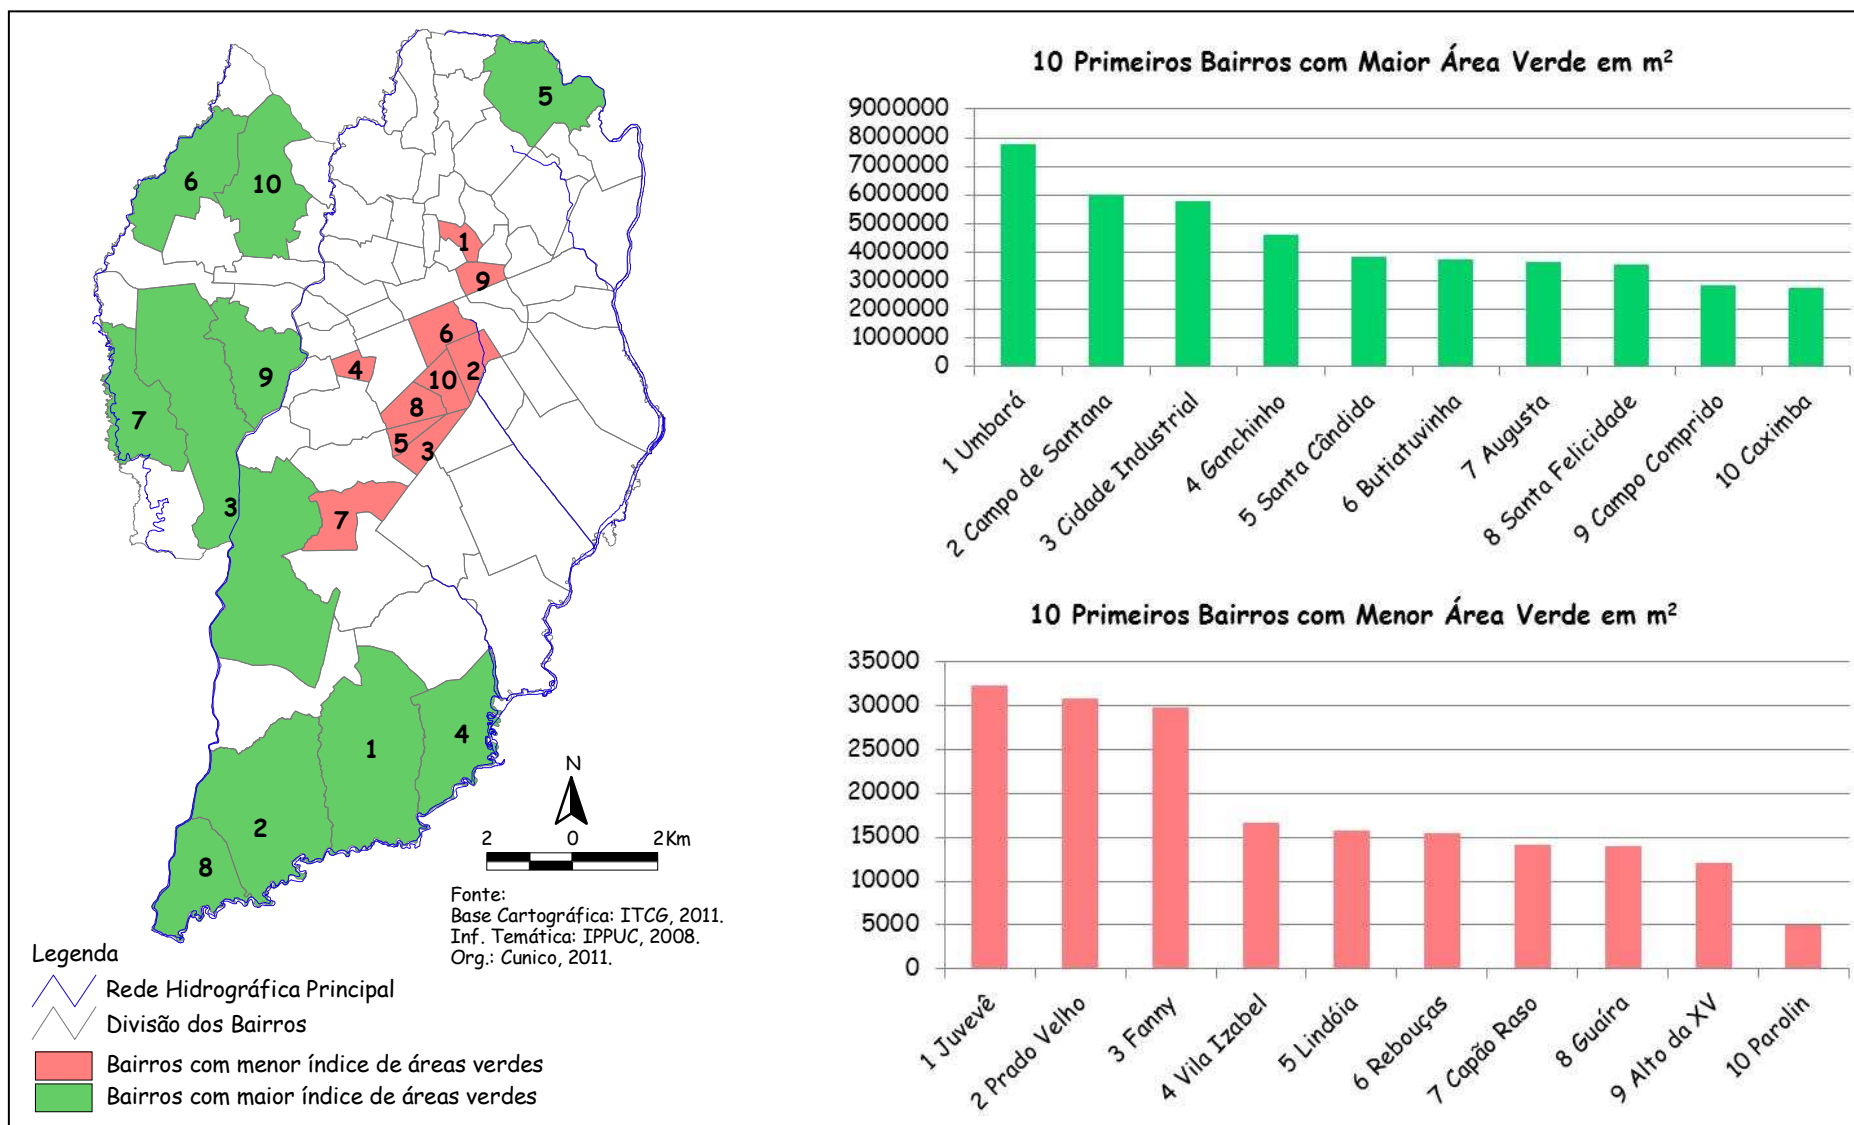 5
6
10
1
9
6
4
2
10
9
8
7
5
3
3
7
4
1
2
8
N
2 0 2 Km
Fonte:
Base Cartográfica: ITCG, 2011.
Inf. Temática: IPPUC, 2008.
Org.: Cunico, 2011.
Legenda
Rede Hidrográfica Principal
Divisão dos Bairros
Bairros com menor índice de áreas verdes
Bairros com maior índice de áreas verdes
10 Primeiros Bairros com Maior Área Verde em m²
9000000
8000000
7000000
6000000
5000000
4000000
3000000
2000000
1000000
0
1 Umbará
2 Campo de Santana
3 Cidade Industrial
4 Ganchinho
5 Santa Cândida
6 Butiatuvinha
7 Augusta
8 Santa Felicidade
9 Campo Comprido
10 Caximba
10 Primeiros Bairros com Menor Área Verde em m²
35000
30000
25000
20000
15000
10000
5000
0
1 Juvevê
2 Prado Velho
3 Fanny
4 Vila Izabel
5 Lindóia
6 Rebouças
7 Capão Raso
8 Guaíra
9 Alto da XV
10 Parolin